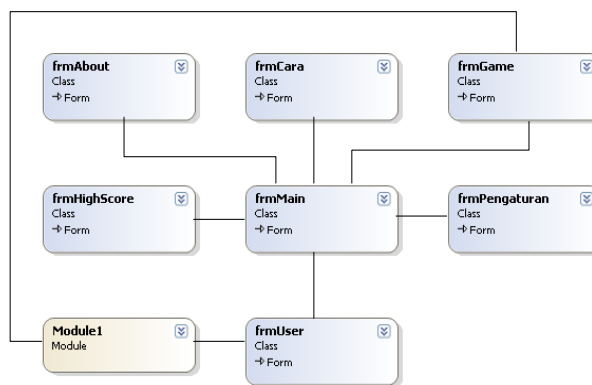 frmAbout
Class
Form
frmCara
Class
Form
frmGame
Class
Form
frmHighScore
Class
Form
frmMain
Class
Form
frmPengaturan
Class
Form
Module1
Module
frmUser
Class
Form